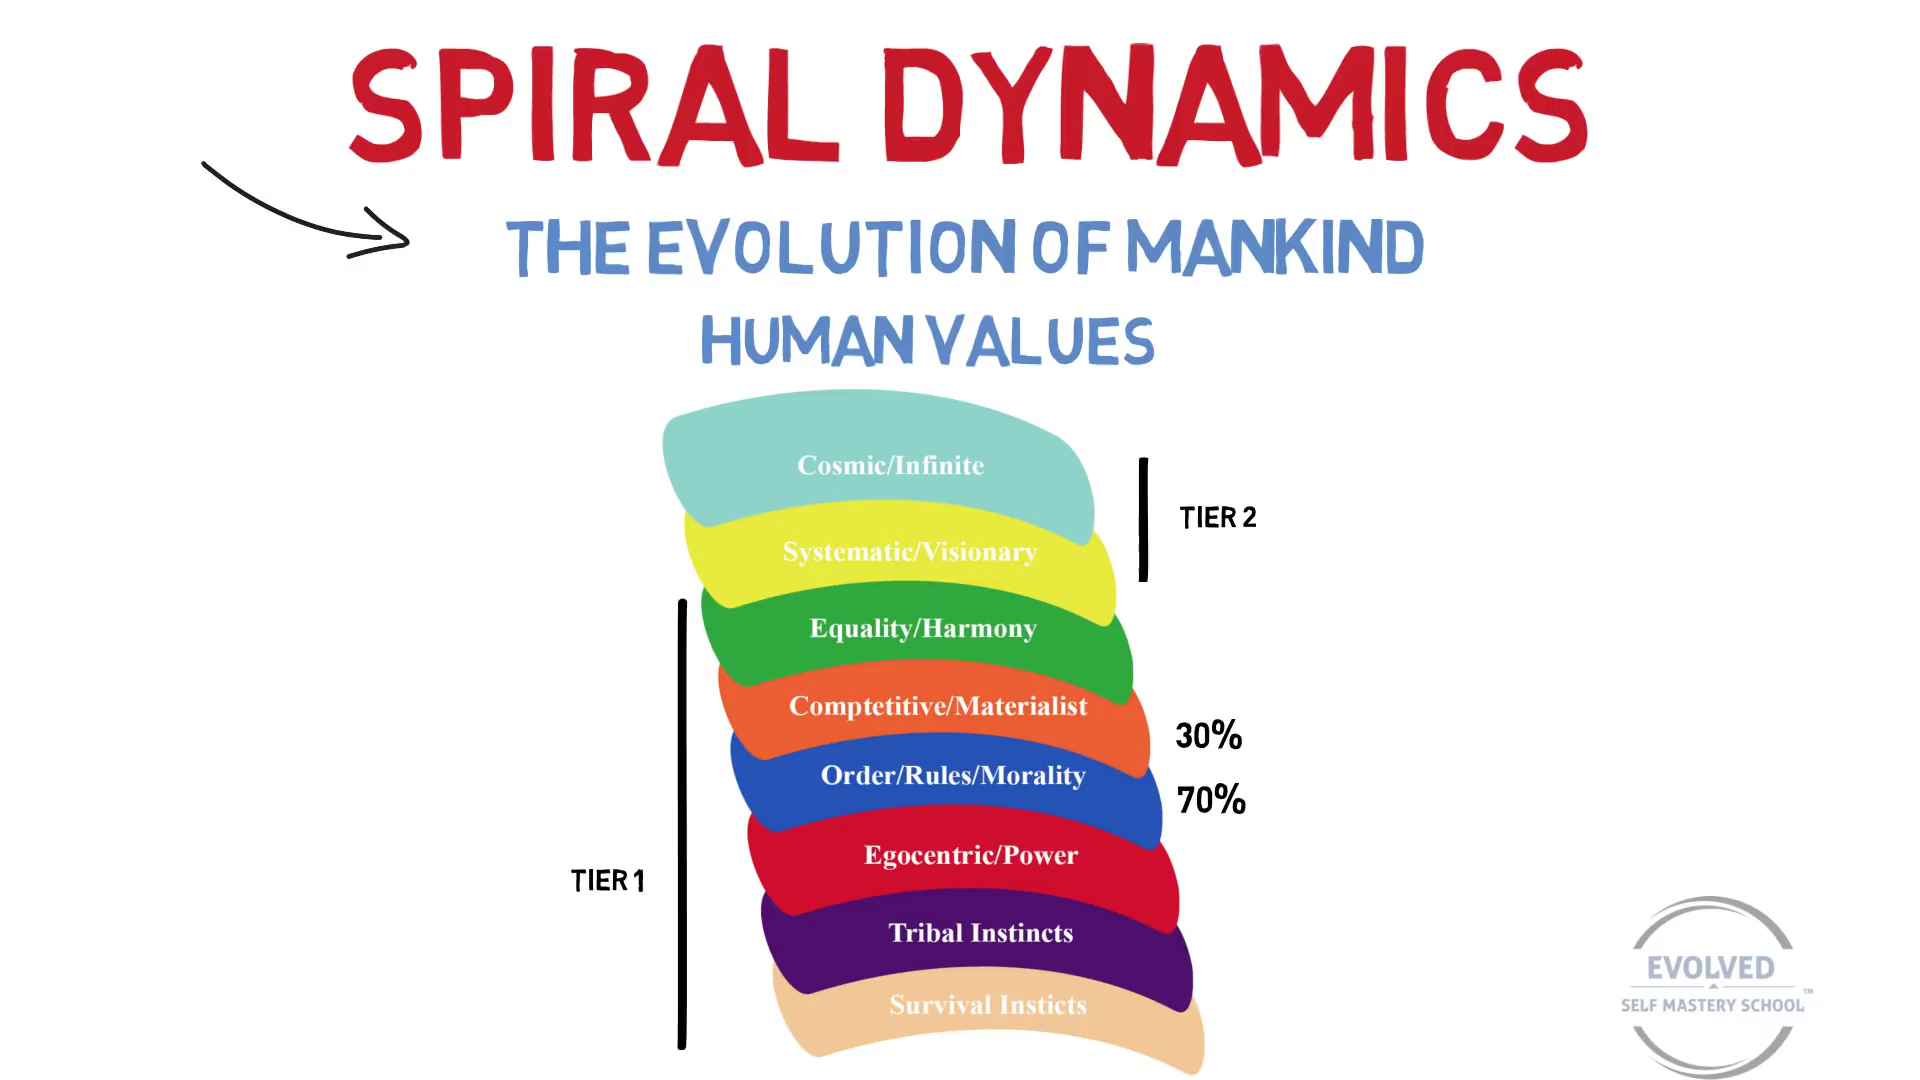 SPIRAL DYNAMICS
THE EVOLUTION OF MANKIND
HUMAN VALUES
Cosmic/Infinite
TIER 2
Systematic/Visionary
Equality/Harmony
Comptetitive/Materialist
30%
Order/Rules/Morality
70%
Egocentric/Power
TIER 1
Tribal Instincts
Survival Insticts
EVOLVED
SELF MASTERY SCHOOL™